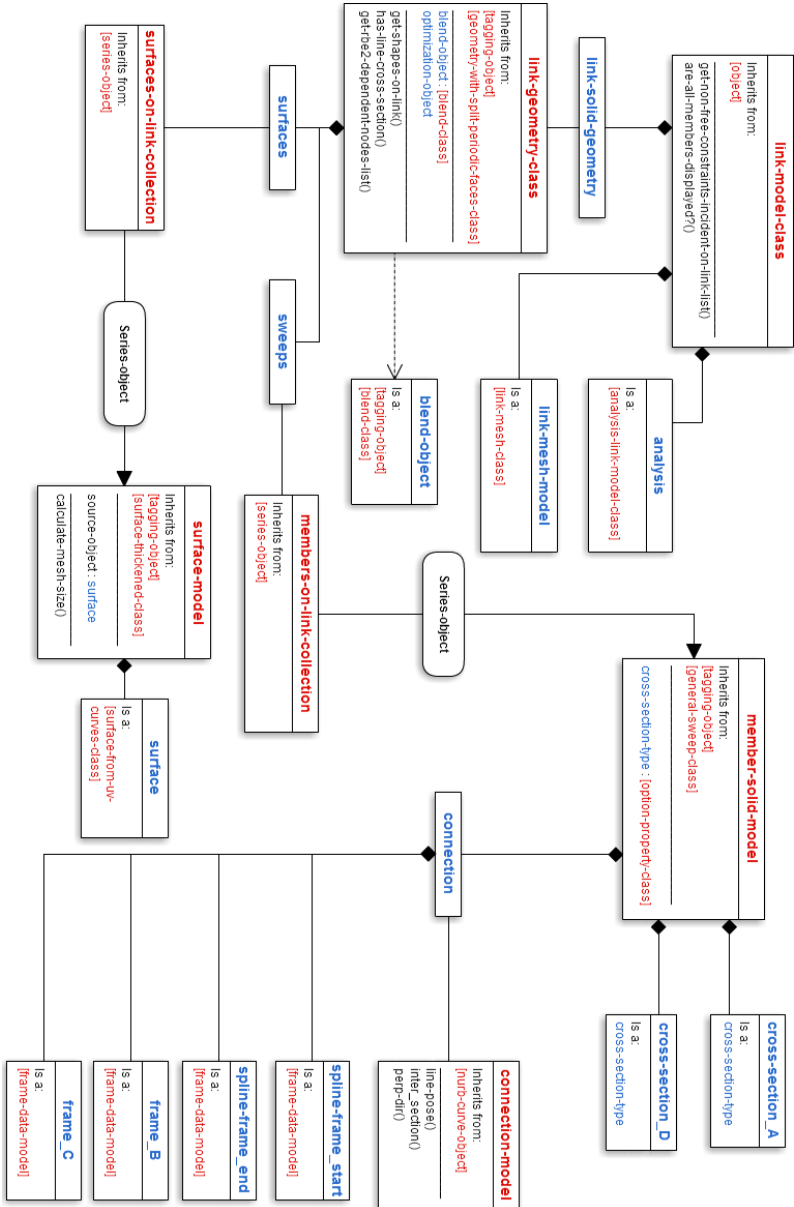 link-model-class
Inherits from:
[object]
get-non-free-constraints-incident-on-link-list()
are-all-members-displayed?()
analysis
Is a:
[analysis-link-model-class]
link-mesh-model
Is a:
[link-mesh-class]
link-solid-geometry
link-geometry-class
Inherits from:
[tagging-object]
[geometry-with-split-periodic-faces-class]
blend-object : [blend-class]
optimization-object
get-shapes-on-link()
has-line-cross-section()
get-rbe2-dependent-nodes-list()
blend-object
Is a:
[tagging-object]
[blend-class]
surfaces
sweeps
surfaces-on-link-collection
Inherits from:
[series-object]
Series-object
surface-model
Inherits from:
[tagging-object]
[surface-thickened-class]
source-object : surface
calculate-mesh-size()
surface
Is a:
[surface-from-uv-
curves-class]
members-on-link-collection
Inherits from:
[series-object]
Series-object
member-solid-model
Inherits from:
[tagging-object]
[general-sweep-class]
cross-section-type : [option-property-class]
cross-section_A
Is a:
cross-section-type
cross-section_D
Is a:
cross-section-type
connection
connection-model
Inherits from:
[nurb-curve-object]
line-pose()
inter_section()
perp-dir()
spline-frame_start
Is a:
[frame-data-model]
spline-frame_end
Is a:
[frame-data-model]
frame_B
Is a:
[frame-data-model]
frame_C
Is a:
[frame-data-model]